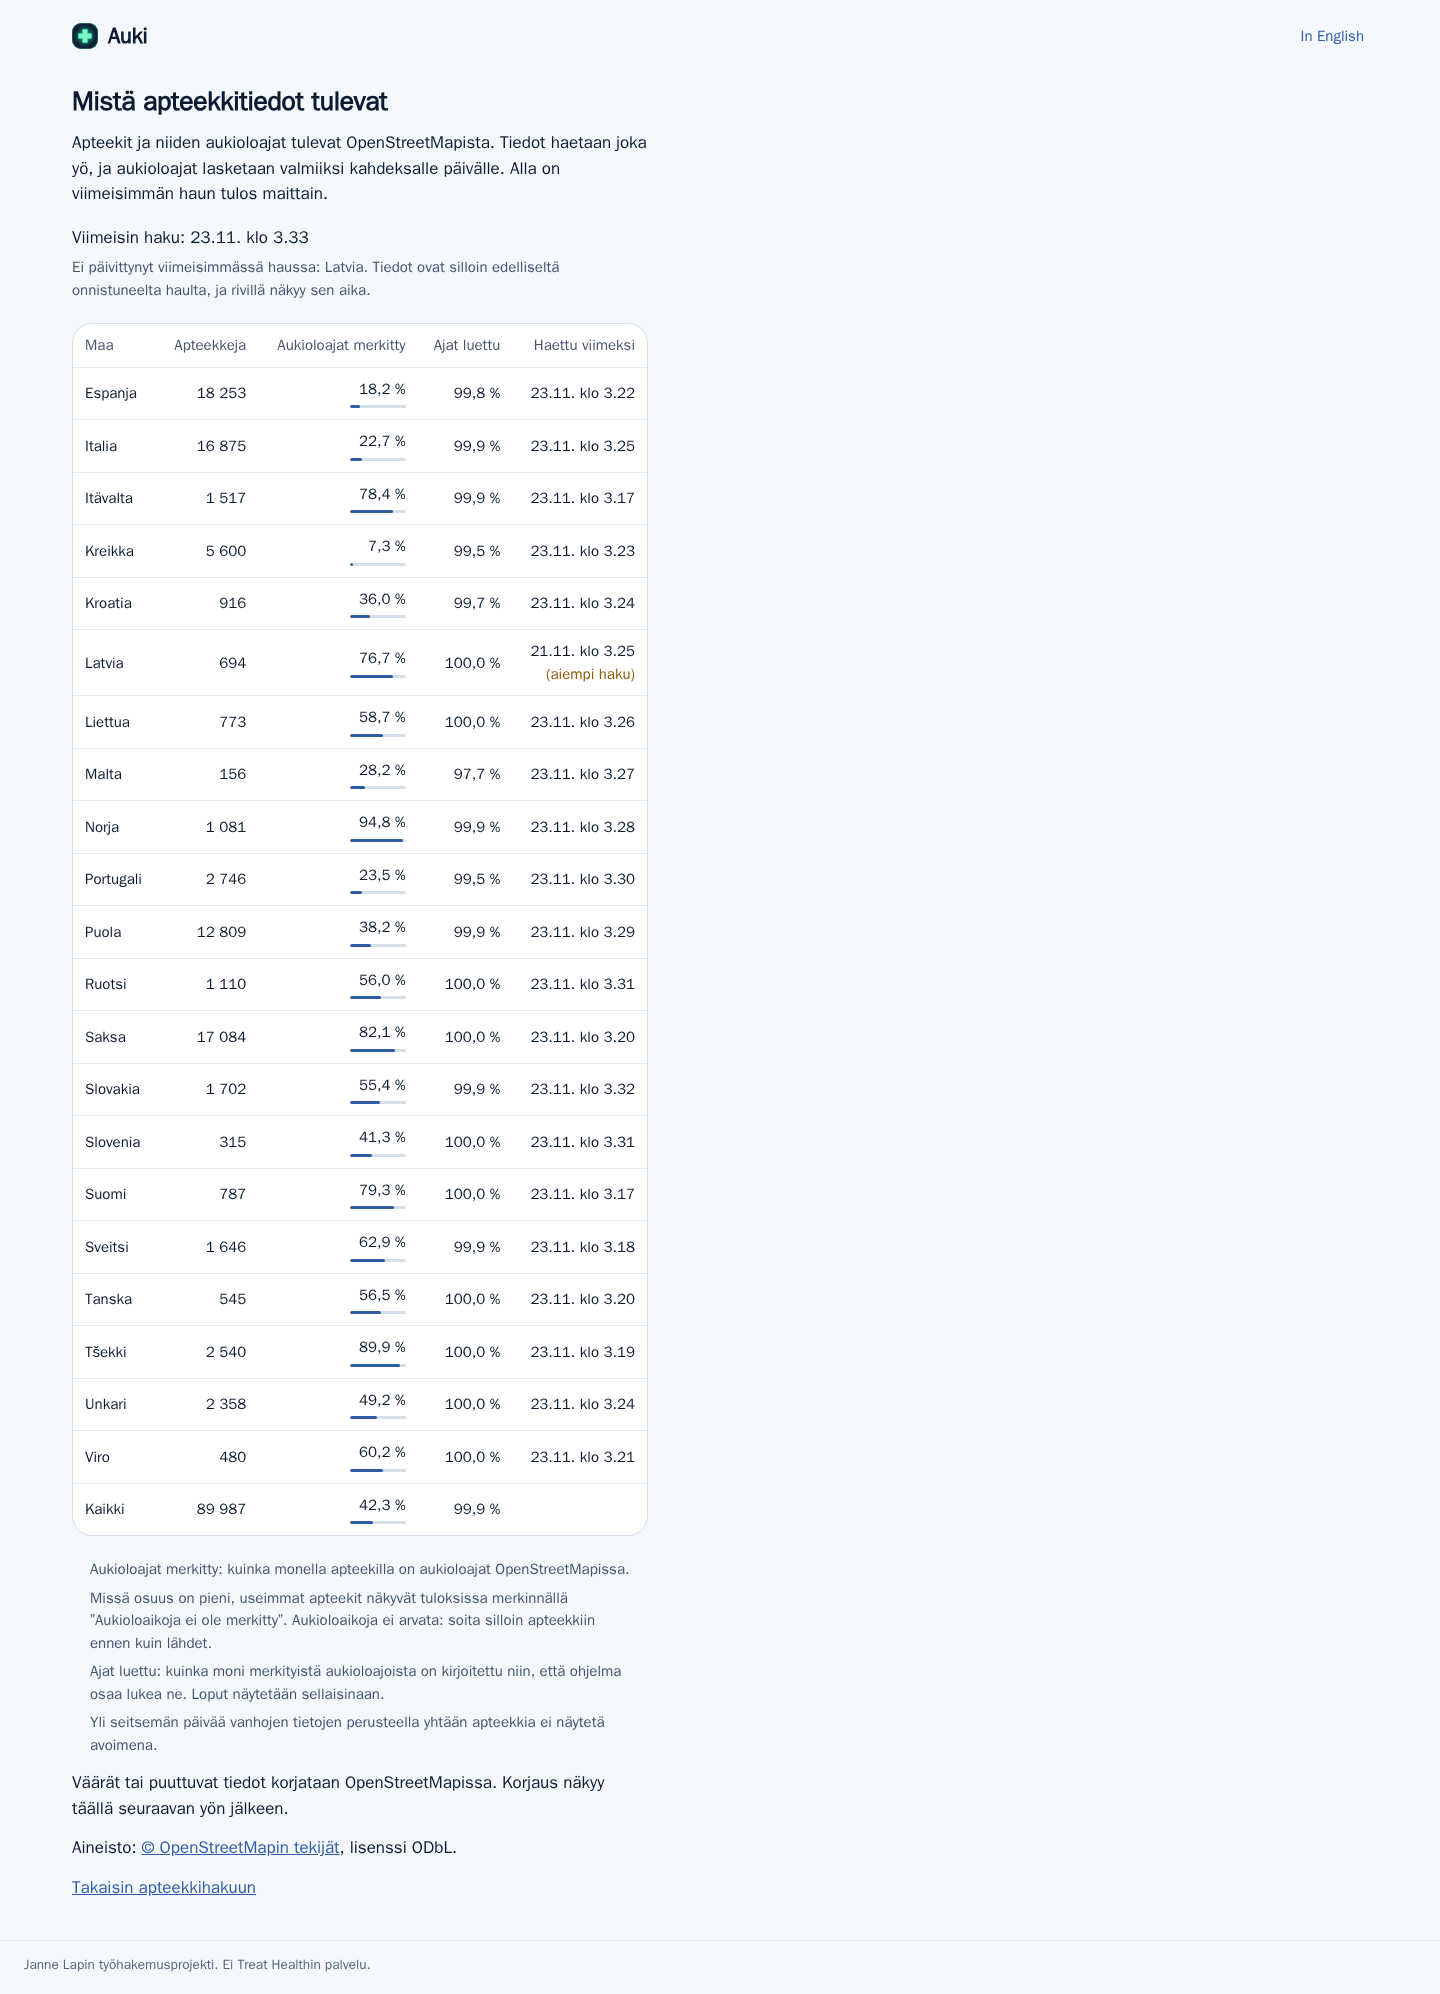 Auki
In English
Mistä apteekkitiedot tulevat
Apteekit ja niiden aukioloajat tulevat OpenStreetMapista. Tiedot haetaan joka
yö, ja aukioloajat lasketaan valmiiksi kahdeksalle päivälle. Alla on
viimeisimmän haun tulos maittain.
Viimeisin haku: 23.11. klo 3.33
Ei päivittynyt viimeisimmässä haussa: Latvia. Tiedot ovat silloin edelliseltä
onnistuneelta haulta, ja rivillä näkyy sen aika.
Maa Apteekkeja Aukioloajat merkitty Ajat luettu Haettu viimeksi
Espanja 18 253 18,2 % 99,8 % 23.11. klo 3.22
Italia 16 875 22,7 % 99,9 % 23.11. klo 3.25
Itävalta 1 517 78,4 % 99,9 % 23.11. klo 3.17
Kreikka 5 600 7,3 % 99,5 % 23.11. klo 3.23
Kroatia 916 36,0 % 99,7 % 23.11. klo 3.24
Latvia 694 76,7 % 100,0 % 21.11. klo 3.25
(aiempi haku)
Liettua 773 58,7 % 100,0 % 23.11. klo 3.26
Malta 156 28,2 % 97,7 % 23.11. klo 3.27
Norja 1 081 94,8 % 99,9 % 23.11. klo 3.28
Portugali 2 746 23,5 % 99,5 % 23.11. klo 3.30
Puola 12 809 38,2 % 99,9 % 23.11. klo 3.29
Ruotsi 1 110 56,0 % 100,0 % 23.11. klo 3.31
Saksa 17 084 82,1 % 100,0 % 23.11. klo 3.20
Slovakia 1 702 55,4 % 99,9 % 23.11. klo 3.32
Slovenia 315 41,3 % 100,0 % 23.11. klo 3.31
Suomi 787 79,3 % 100,0 % 23.11. klo 3.17
Sveitsi 1 646 62,9 % 99,9 % 23.11. klo 3.18
Tanska 545 56,5 % 100,0 % 23.11. klo 3.20
Tšekki 2 540 89,9 % 100,0 % 23.11. klo 3.19
Unkari 2 358 49,2 % 100,0 % 23.11. klo 3.24
Viro 480 60,2 % 100,0 % 23.11. klo 3.21
Kaikki 89 987 42,3 % 99,9 %
Aukioloajat merkitty: kuinka monella apteekilla on aukioloajat OpenStreetMapissa.
Missä osuus on pieni, useimmat apteekit näkyvät tuloksissa merkinnällä
”Aukioloaikoja ei ole merkitty”. Aukioloaikoja ei arvata: soita silloin apteekkiin
ennen kuin lähdet.
Ajat luettu: kuinka moni merkityistä aukioloajoista on kirjoitettu niin, että ohjelma
osaa lukea ne. Loput näytetään sellaisinaan.
Yli seitsemän päivää vanhojen tietojen perusteella yhtään apteekkia ei näytetä
avoimena.
Väärät tai puuttuvat tiedot korjataan OpenStreetMapissa. Korjaus näkyy
täällä seuraavan yön jälkeen.
Aineisto: © OpenStreetMapin tekijät, lisenssi ODbL.
Takaisin apteekkihakuun
Janne Lapin työhakemusprojekti. Ei Treat Healthin palvelu.